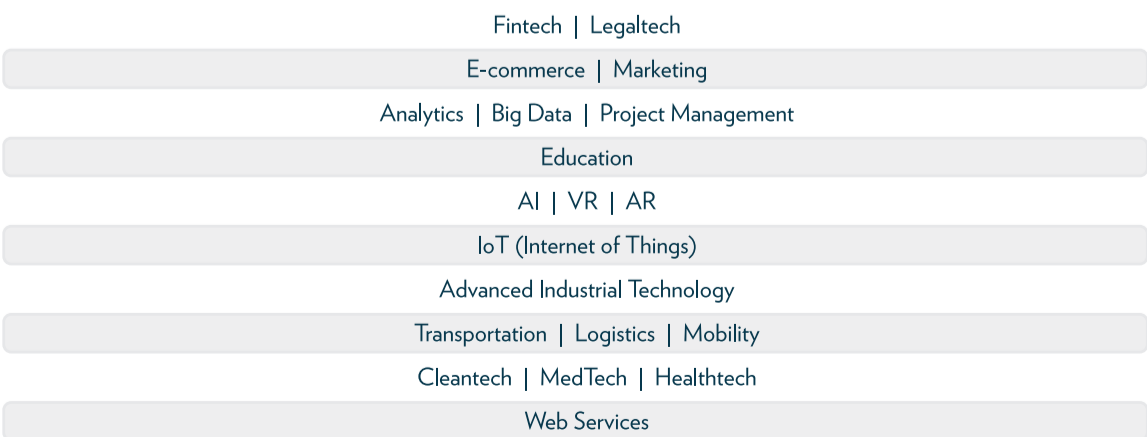 Fintech | Legaltech
E-commerce | Marketing
Analytics | Big Data | Project Management
Education
AI | VR | AR
IoT (Internet of Things)
Advanced Industrial Technology
Transportation | Logistics | Mobility
Cleantech | MedTech | Healthtech
Web Services